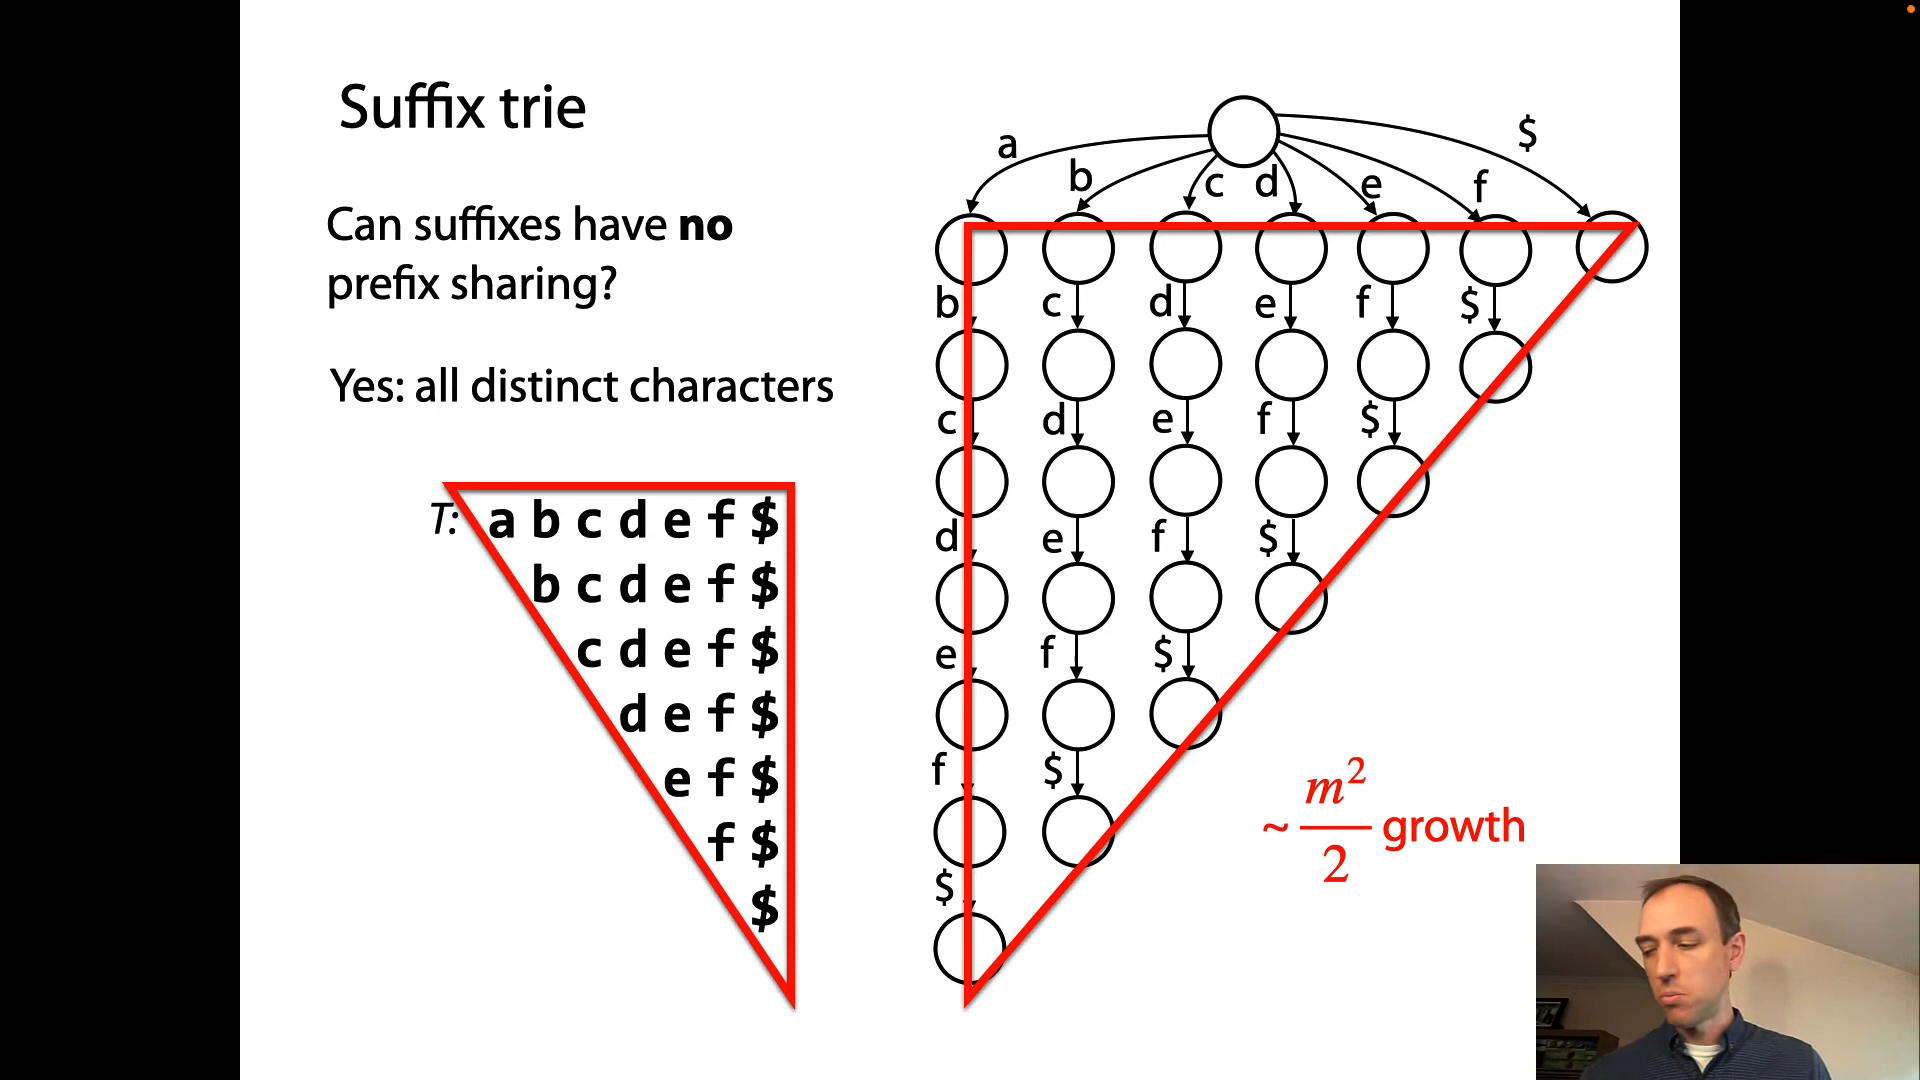 Suffix trie
Can suffixes have no
prefix sharing?
Yes: all distinct characters
T: a b c d e f $
b c d e f $
c d e f $
d e f $
e f $
f $
$
a b c d e f $
b c d e f $
c d e f $
d e f $
e f $
f $
$
~ m²/2 growth